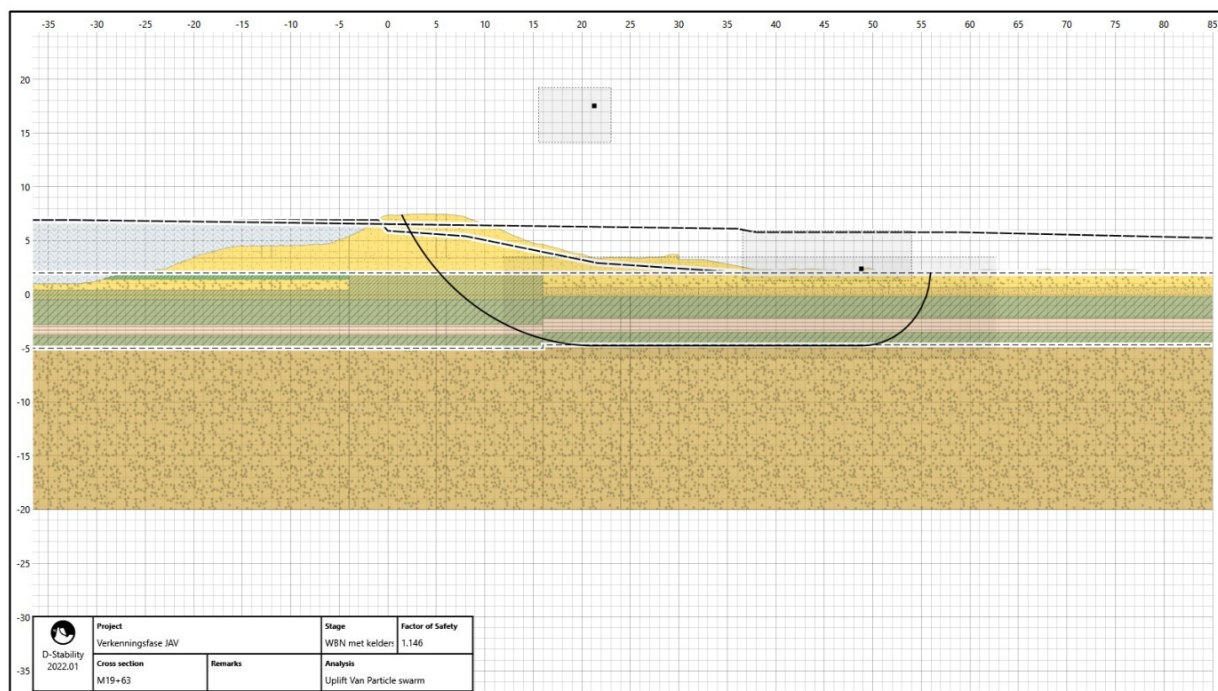 -35 -30 -25 -20 -15 -10 -5 0 5 10 15 20 25 30 35 40 45 50 55 60 65 70 75 80 85
20
15
10
5
0
-5
-10
-15
-20
-25
-30
-35
D-Stability
2022.01
Project
Verkenningsfase JAV
Stage
WBN met kelders
Factor of Safety
1.146
Cross section
M19+63
Remarks
Analysis
Uplift Van Particle swarm